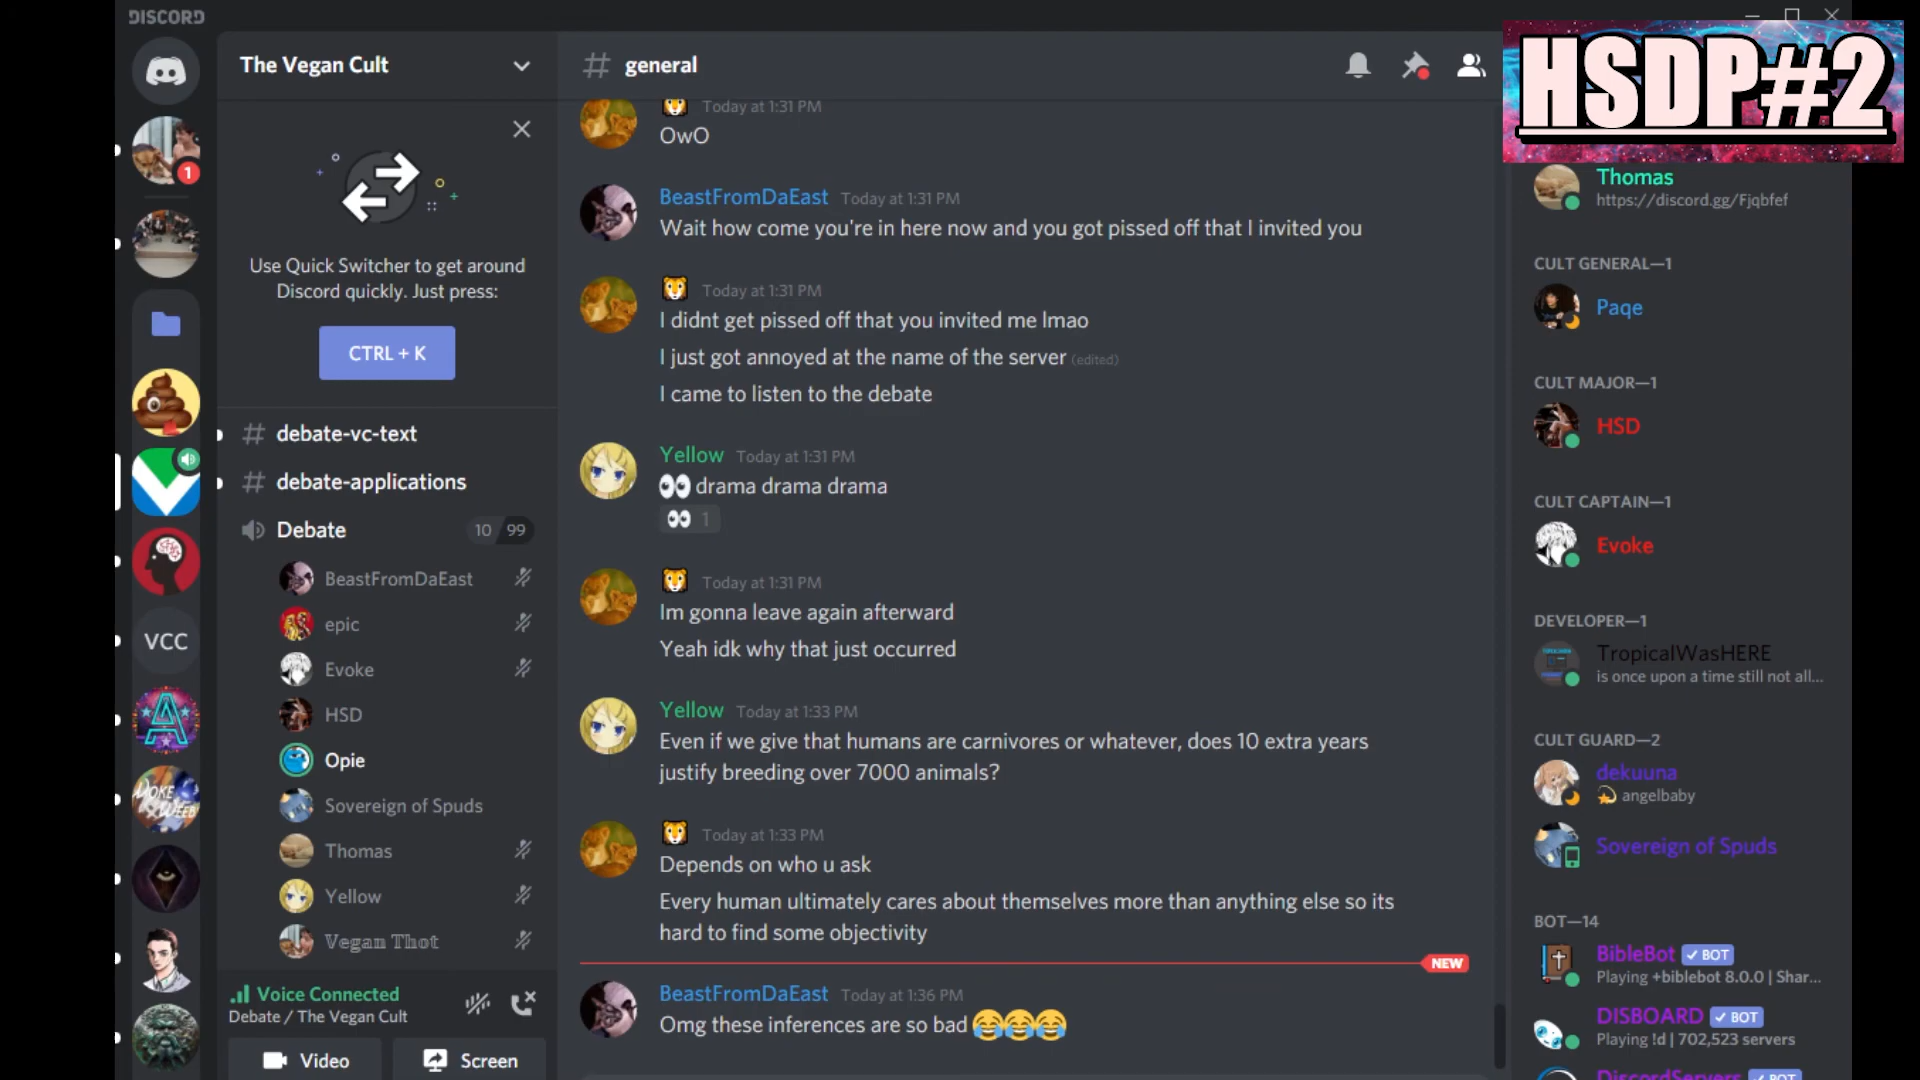 DISCORD
The Vegan Cult
Use Quick Switcher to get around
Discord quickly. Just press:
CTRL + K
# debate-vc-text
# debate-applications
Debate
10 / 99
BeastFromDaEast
epic
Evoke
HSD
Opie
Sovereign of Spuds
Thomas
Yellow
Vegan Thot
Voice Connected
Debate / The Vegan Cult
Video
Screen
1
VCC
# general
Today at 1:31 PM
OwO
BeastFromDaEast Today at 1:31 PM
Wait how come you're in here now and you got pissed off that I invited you
Today at 1:31 PM
I didnt get pissed off that you invited me lmao
I just got annoyed at the name of the server (edited)
I came to listen to the debate
Yellow Today at 1:31 PM
👀 drama drama drama
👀 1
Today at 1:31 PM
Im gonna leave again afterward
Yeah idk why that just occurred
Yellow Today at 1:33 PM
Even if we give that humans are carnivores or whatever, does 10 extra years
justify breeding over 7000 animals?
Today at 1:33 PM
Depends on who u ask
Every human ultimately cares about themselves more than anything else so its
hard to find some objectivity
NEW
BeastFromDaEast Today at 1:36 PM
Omg these inferences are so bad 😂😂😂
HSDP#2
Thomas
https://discord.gg/Fjqbfef
CULT GENERAL—1
Paqe
CULT MAJOR—1
HSD
CULT CAPTAIN—1
Evoke
DEVELOPER—1
TropicalWasHERE
is once upon a time still not all...
CULT GUARD—2
dekuuna
💫 angelbaby
Sovereign of Spuds
BOT—14
BibleBot ✓ BOT
Playing +biblebot 8.0.0 | Shar...
DISBOARD ✓ BOT
Playing !d | 702,523 servers
DiscordServers ✓ BOT